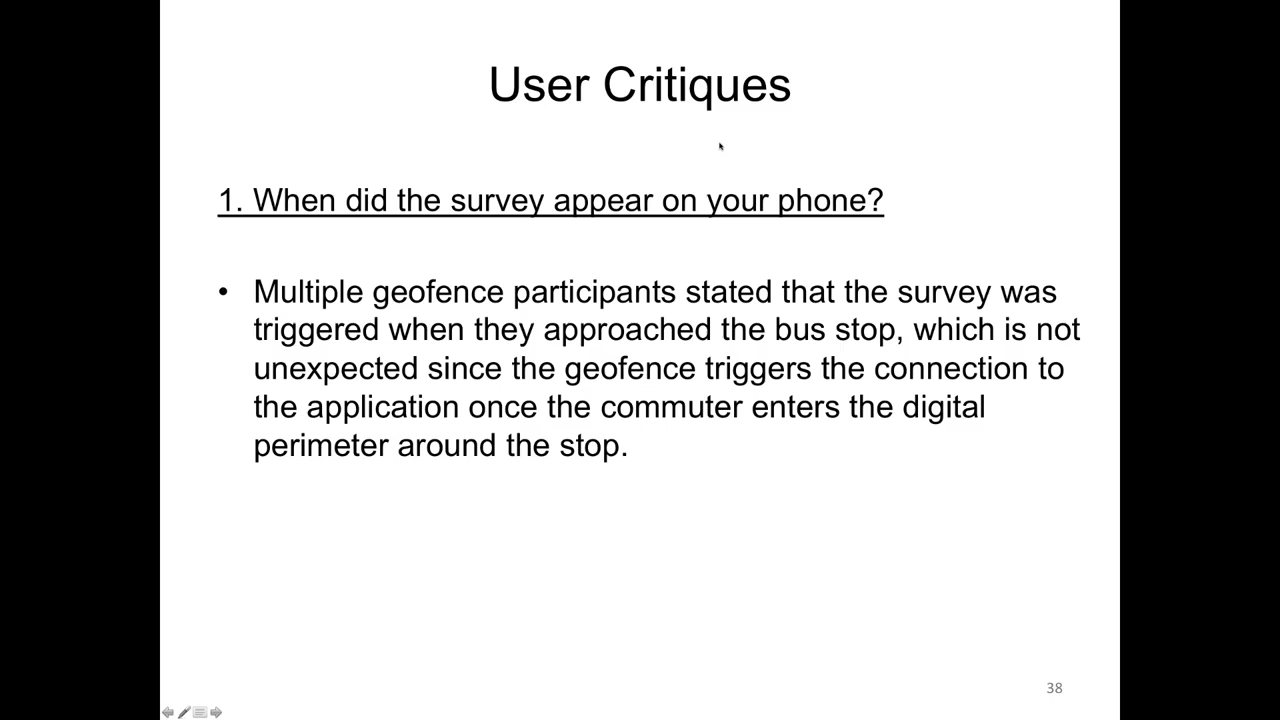 User Critiques
1. When did the survey appear on your phone?
• Multiple geofence participants stated that the survey was
triggered when they approached the bus stop, which is not
unexpected since the geofence triggers the connection to
the application once the commuter enters the digital
perimeter around the stop.
38